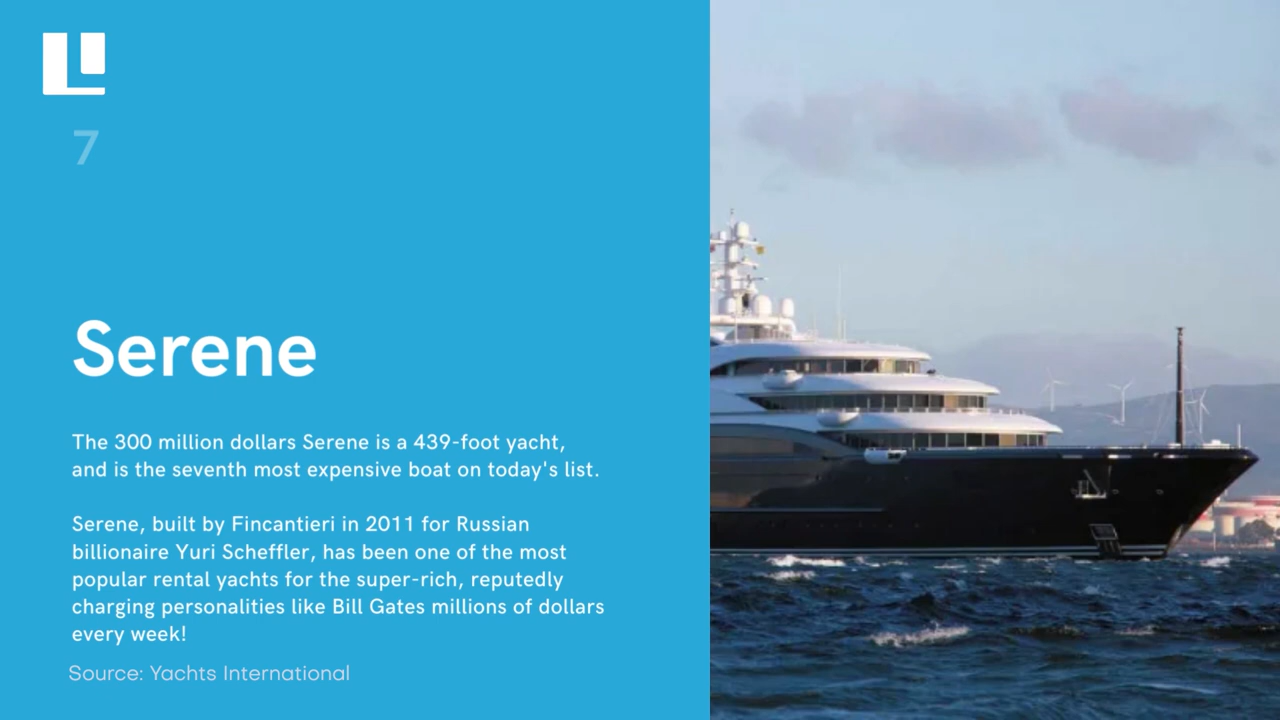 7
Serene
The 300 million dollars Serene is a 439-foot yacht,
and is the seventh most expensive boat on today's list.
Serene, built by Fincantieri in 2011 for Russian
billionaire Yuri Scheffler, has been one of the most
popular rental yachts for the super-rich, reputedly
charging personalities like Bill Gates millions of dollars
every week!
Source: Yachts International